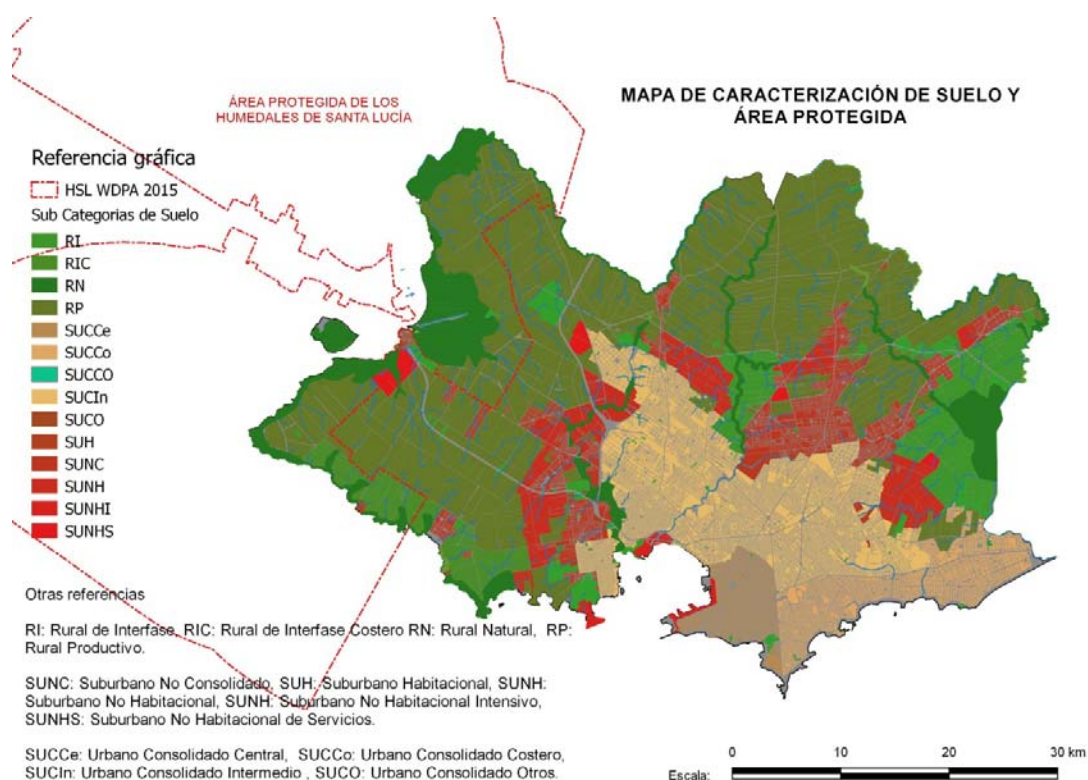 ÁREA PROTEGIDA DE LOS
HUMEDALES DE SANTA LUCÍA
MAPA DE CARACTERIZACIÓN DE SUELO Y
ÁREA PROTEGIDA
Referencia gráfica
HSL WDPA 2015
Sub Categorias de Suelo
RI
RIC
RN
RP
SUCCe
SUCCo
SUCCO
SUCIn
SUCO
SUH
SUNC
SUNH
SUNHI
SUNHS
Otras referencias
RI: Rural de Interfase, RIC: Rural de Interfase Costero RN: Rural Natural, RP:
Rural Productivo.
SUNC: Suburbano No Consolidado, SUH: Suburbano Habitacional, SUNH:
Suburbano No Habitacional, SUNH: Suburbano No Habitacional Intensivo,
SUNHS: Suburbano No Habitacional de Servicios.
SUCCe: Urbano Consolidado Central, SUCCo: Urbano Consolidado Costero,
SUCIn: Urbano Consolidado Intermedio , SUCO: Urbano Consolidado Otros.
Escala:
0 10 20 30 km